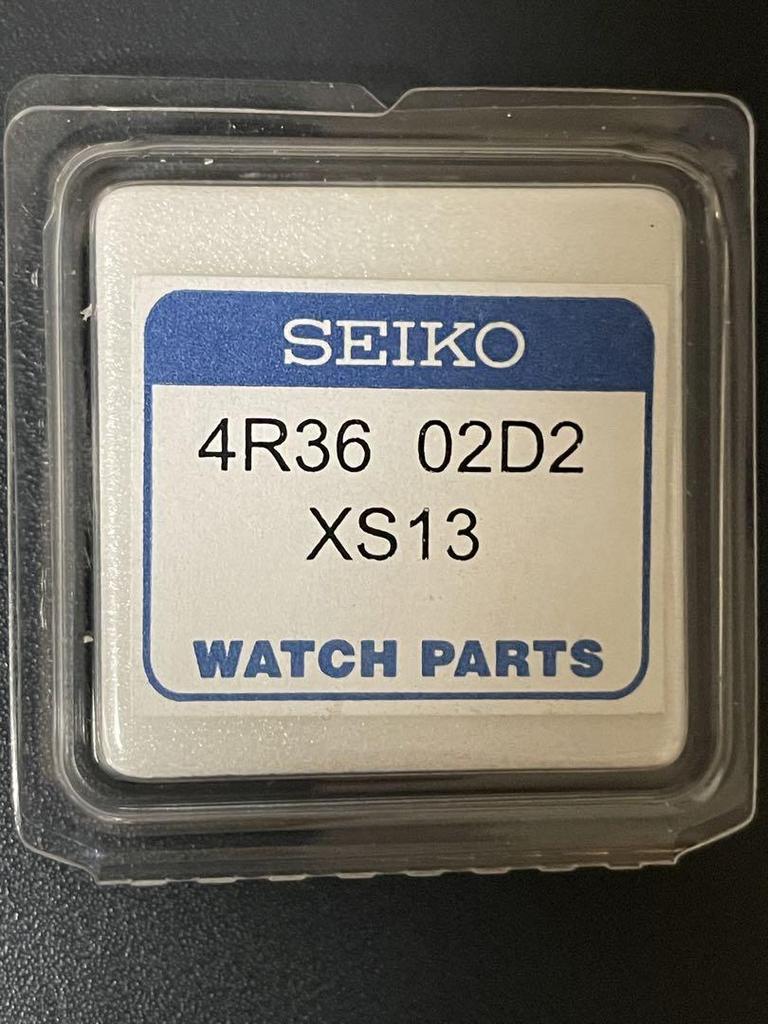 SEIKO
4R36 02D2
XS13
WATCH PARTS